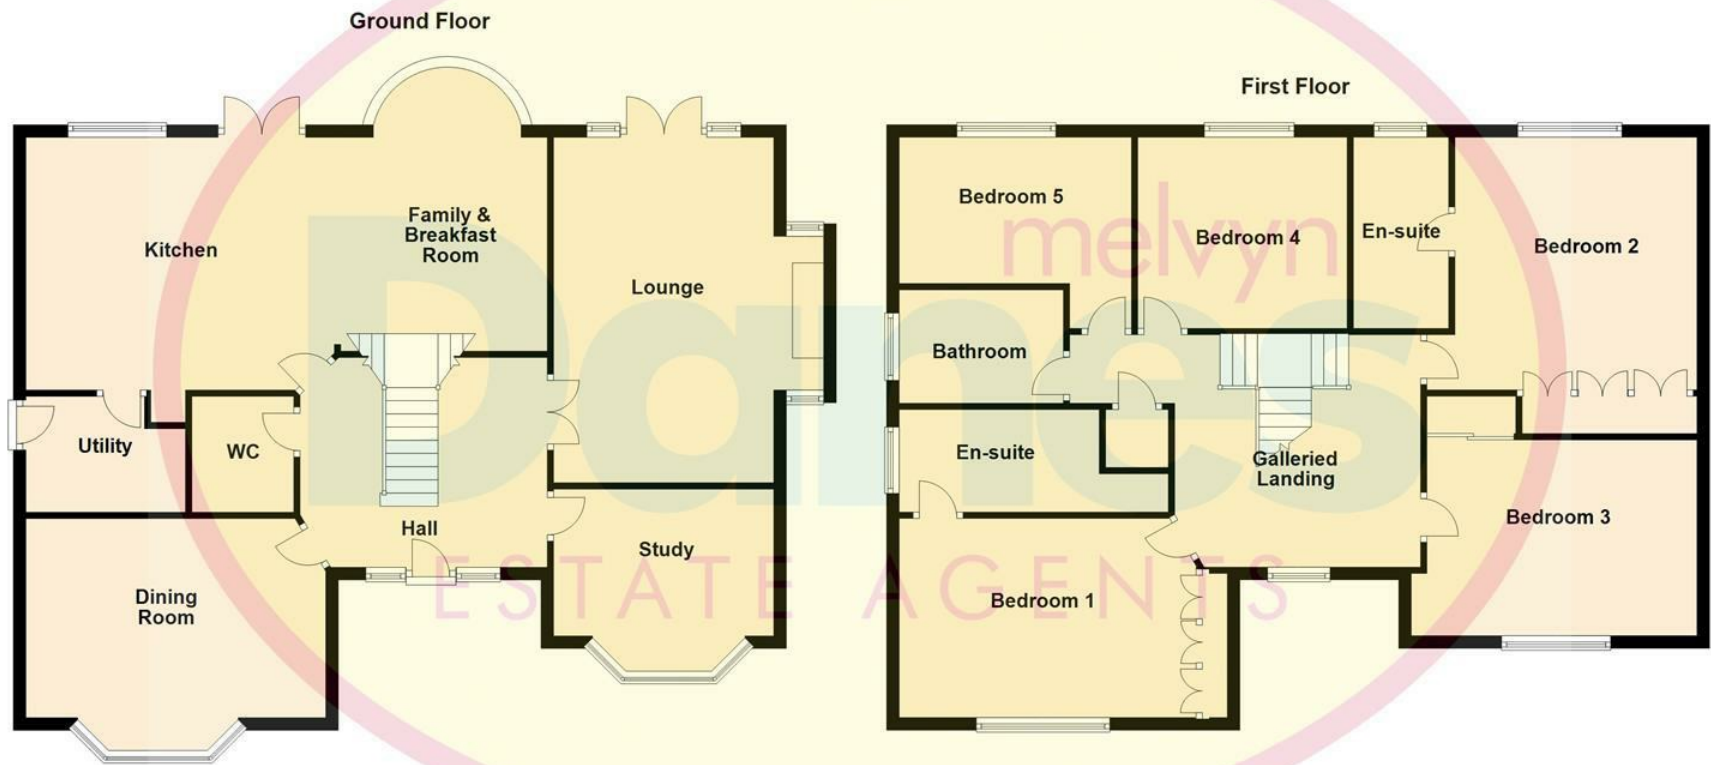 Ground Floor
Kitchen
Family &
Breakfast
Room
Lounge
Utility
WC
Hall
Study
Dining
Room
First Floor
Bedroom 5
Bedroom 4
En-suite
Bedroom 2
Bathroom
En-suite
Galleried
Landing
Bedroom 3
Bedroom 1
melvyn
Danes
ESTATE AGENTS